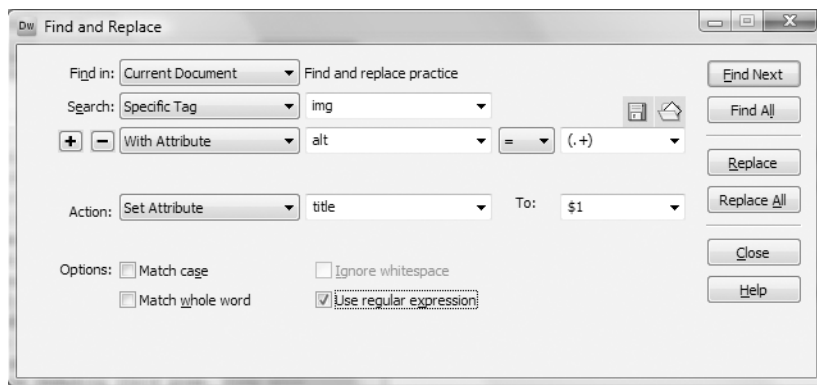 Dw Find and Replace
Find in: Current Document Find and replace practice Find Next
Search: Specific Tag img Find All
+ - With Attribute alt = (.+)
Replace
Action: Set Attribute title To: $1 Replace All
Close
Options: Match case Ignore whitespace
Match whole word Use regular expression Help